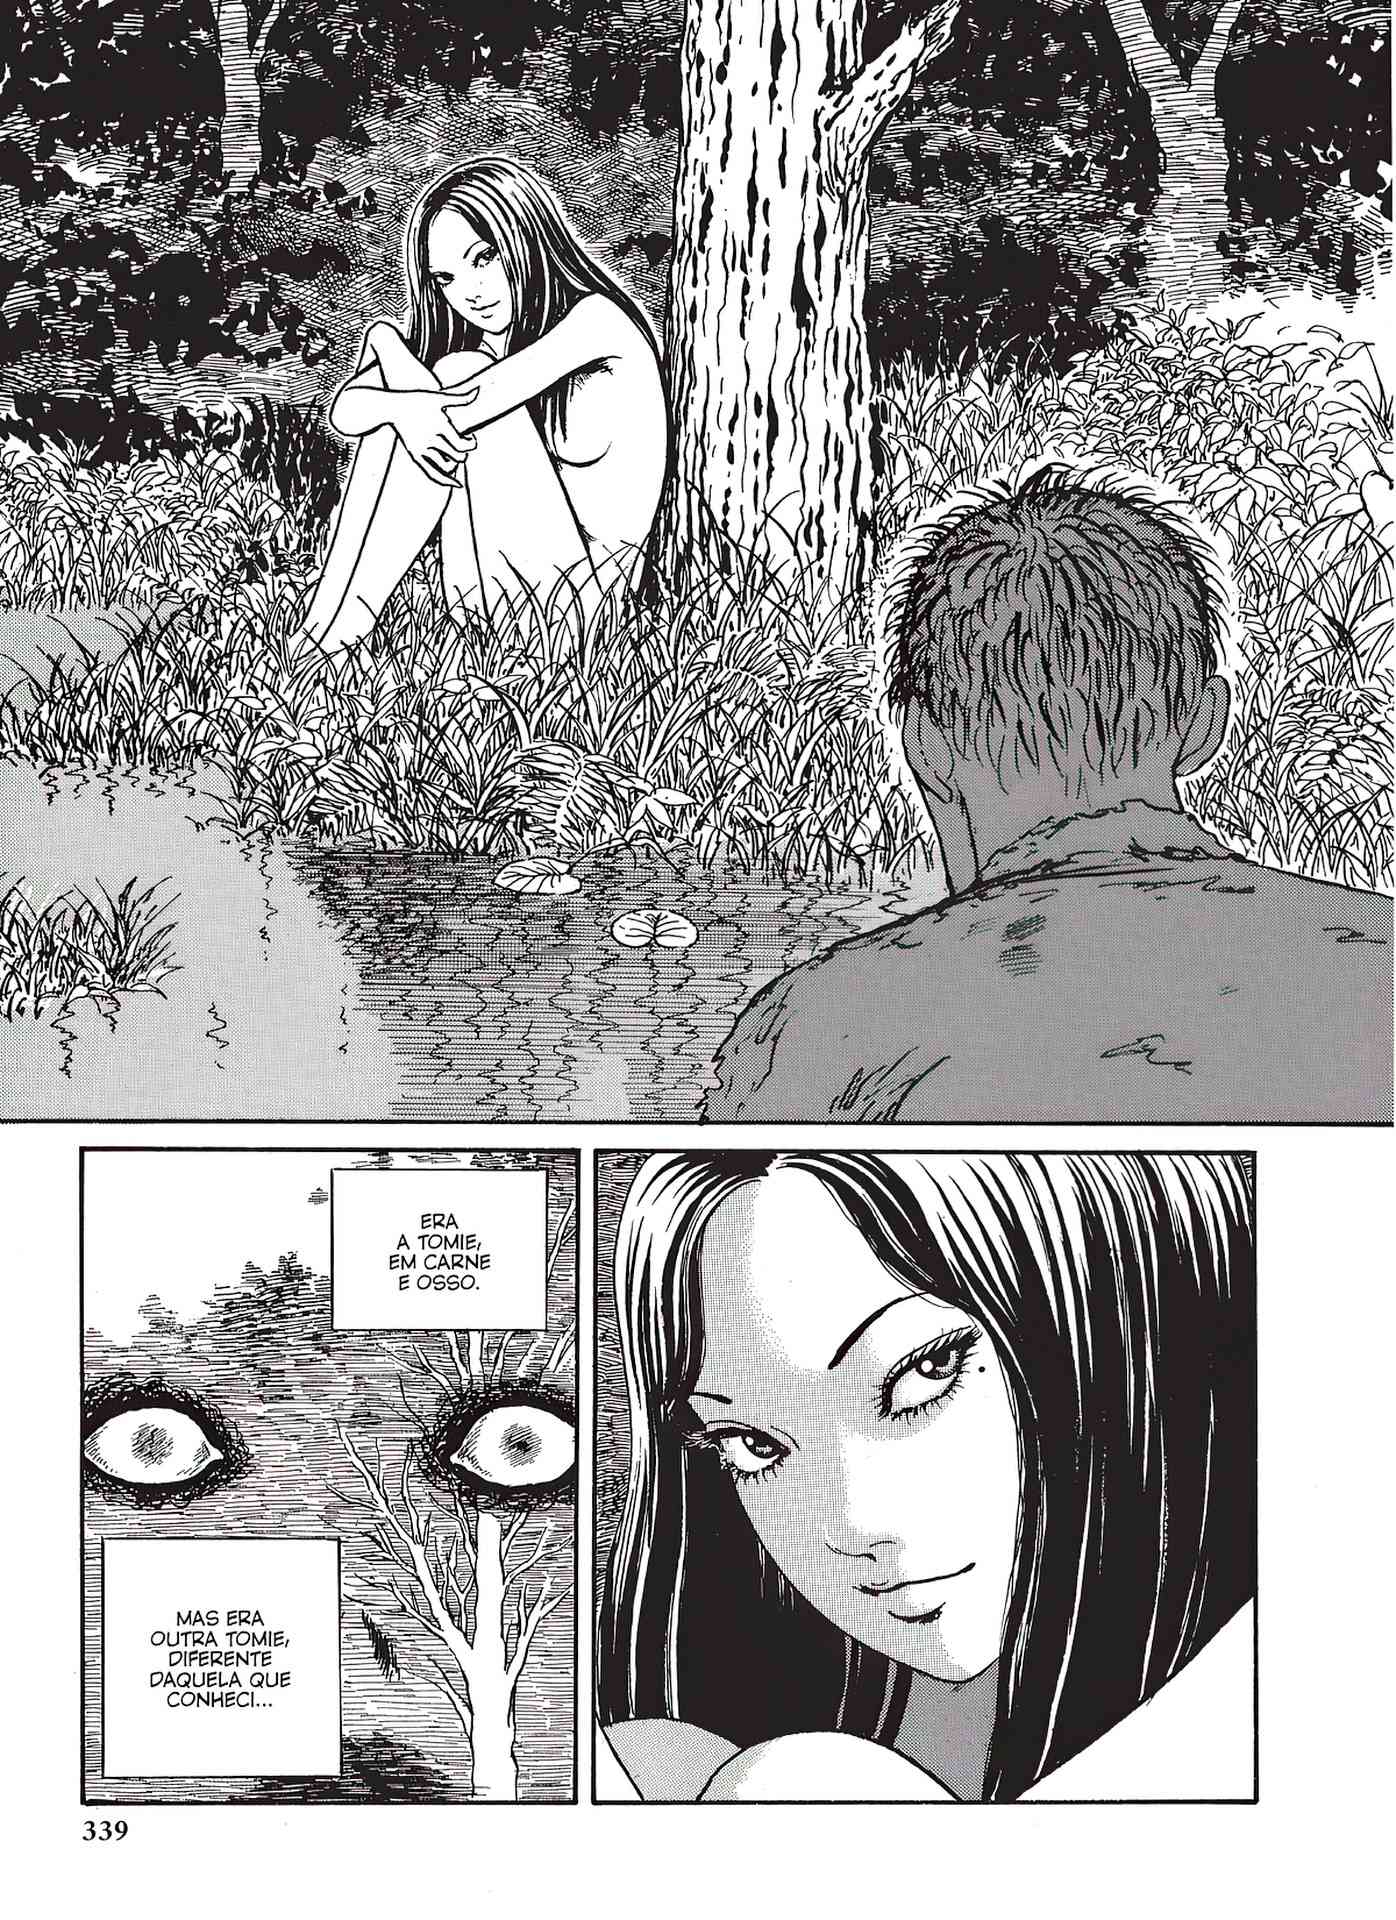 ERA
A TOMIE,
EM CARNE
E OSSO.
MAS ERA
OUTRA TOMIE,
DIFERENTE
DAQUELA QUE
CONHECI...
339